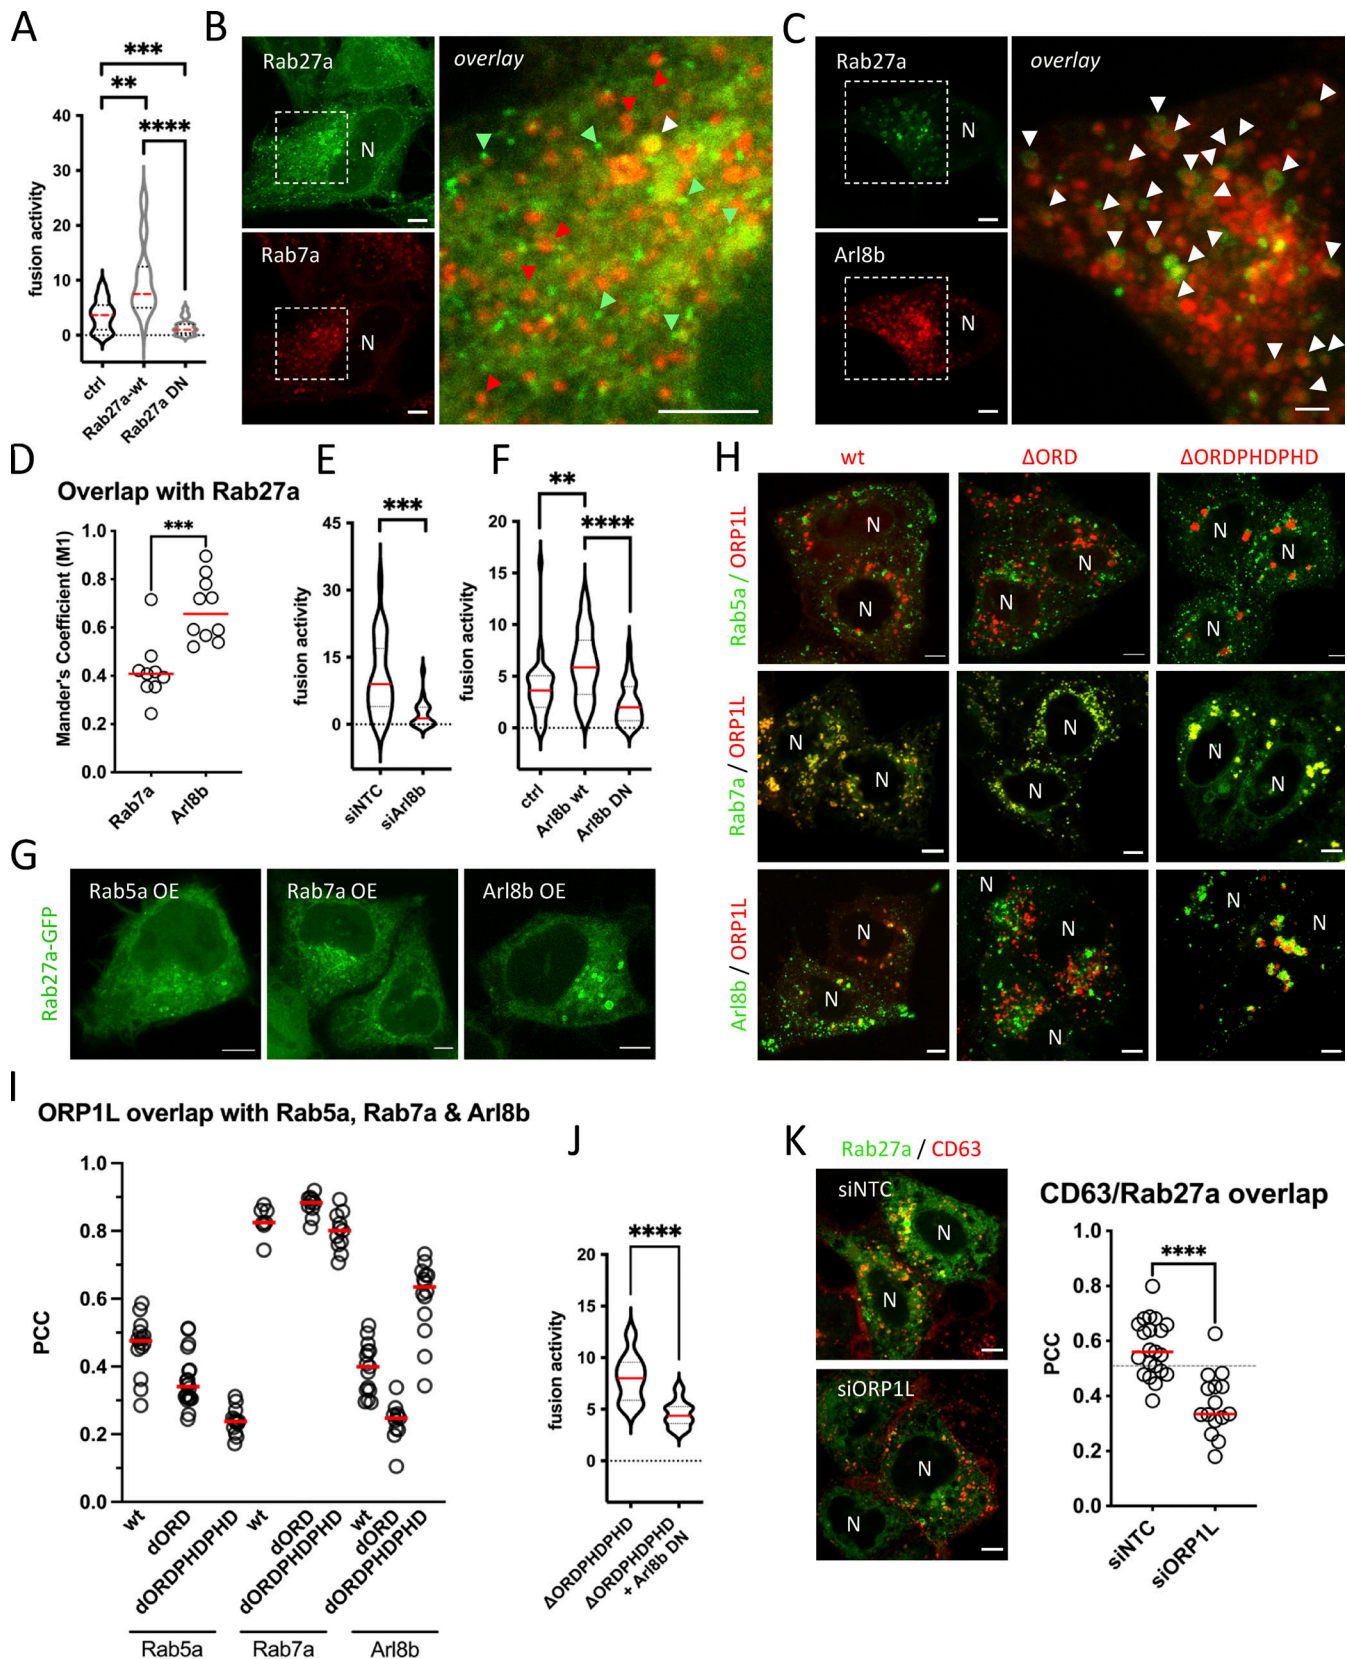 A
***
**
****
40
30
20
10
0
fusion activity
ctrl
Rab27a-wt
Rab27a DN
B
Rab27a
N
Rab7a
N
overlay
C
Rab27a
N
Arl8b
N
overlay
D
Overlap with Rab27a
***
1.0
0.8
0.6
0.4
0.2
0.0
Mander's Coefficient (M1)
Rab7a
Arl8b
E
***
45
30
15
0
fusion activity
siNTC
siArl8b
F
**
****
20
15
10
5
0
fusion activity
ctrl
Arl8b wt
Arl8b DN
G
Rab27a-GFP
Rab5a OE
Rab7a OE
Arl8b OE
H
wt
ΔORD
ΔORDPHDPHD
Rab5a / ORP1L
N
N
N
N
N
N
N
Rab7a / ORP1L
N
N
N
N
N
N
Arl8b / ORP1L
N
N
N
N
N
N
N
I
ORP1L overlap with Rab5a, Rab7a & Arl8b
1.0
0.8
0.6
0.4
0.2
0.0
PCC
wt
dORD
dORDPHDPHD
wt
dORD
dORDPHDPHD
wt
dORD
dORDPHDPHD
Rab5a
Rab7a
Arl8b
J
****
20
15
10
5
0
fusion activity
ΔORDPHDPHD
ΔORDPHDPHD
+ Arl8b DN
K
Rab27a / CD63
siNTC
N
N
siORP1L
N
N
CD63/Rab27a overlap
****
1.0
0.8
0.6
0.4
0.2
0.0
PCC
siNTC
siORP1L